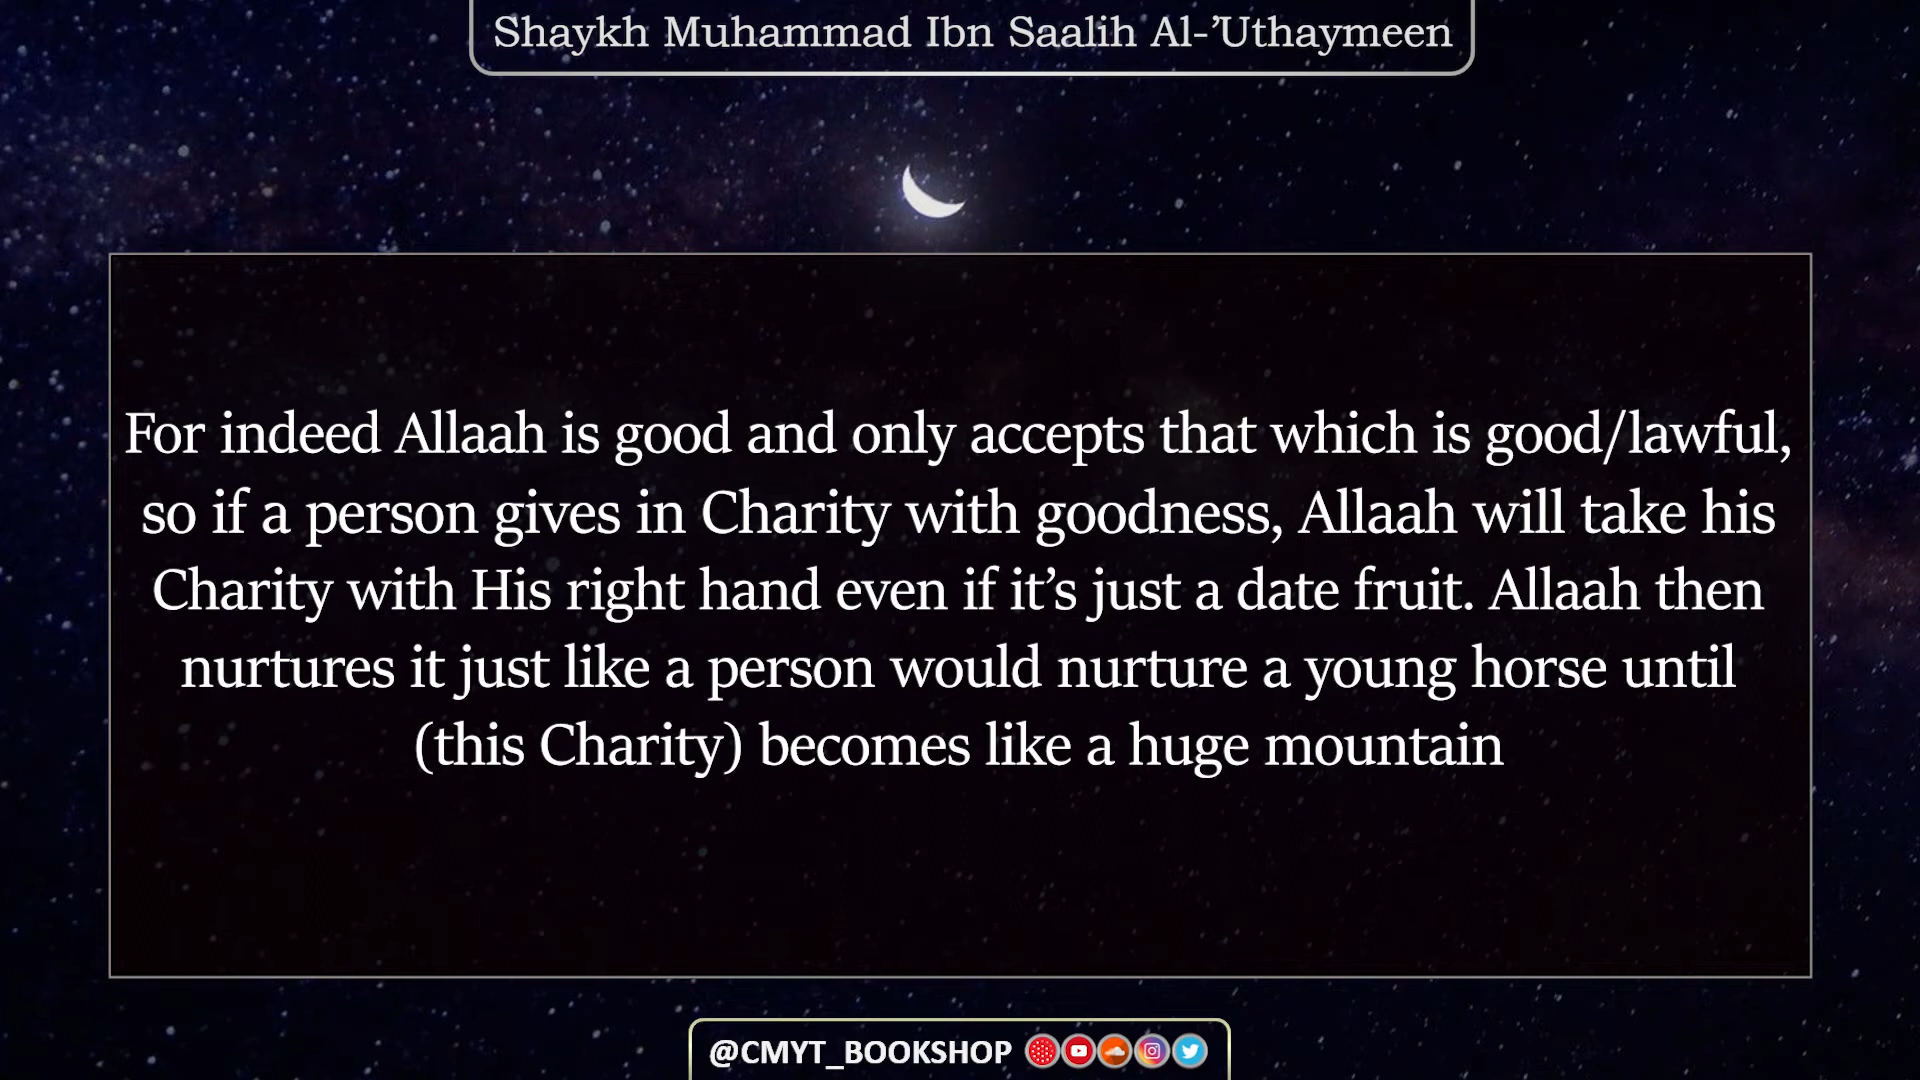 Shaykh Muhammad Ibn Saalih Al-’Uthaymeen
For indeed Allaah is good and only accepts that which is good/lawful,
so if a person gives in Charity with goodness, Allaah will take his
Charity with His right hand even if it’s just a date fruit. Allaah then
nurtures it just like a person would nurture a young horse until
(this Charity) becomes like a huge mountain
@CMYT_BOOKSHOP